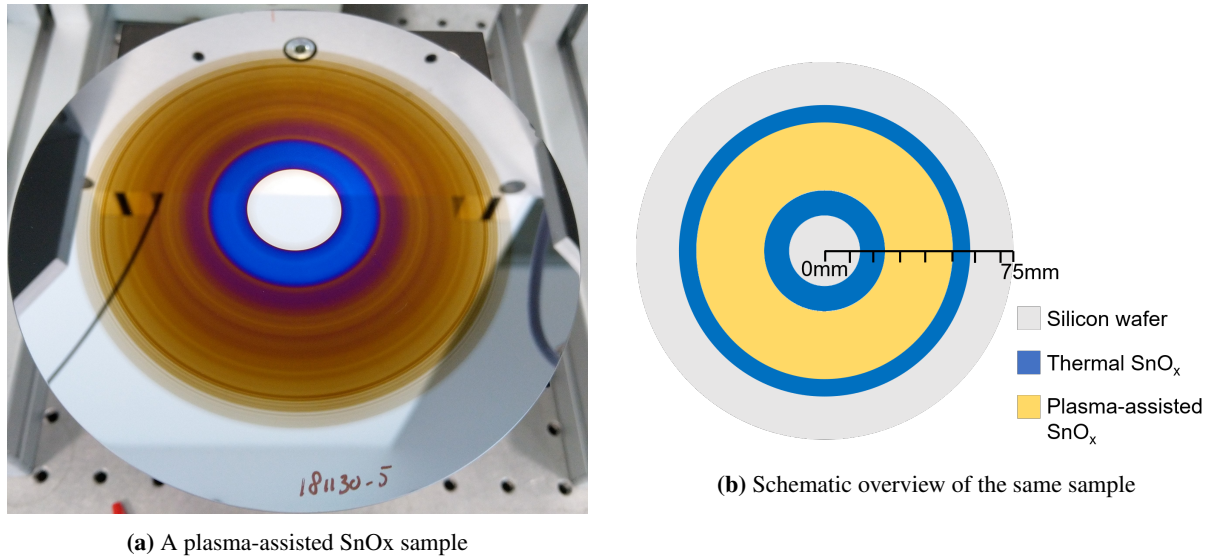 181130-5
(a) A plasma-assisted SnOx sample
0mm
75mm
Silicon wafer
Thermal SnOx
Plasma-assisted
SnOx
(b) Schematic overview of the same sample